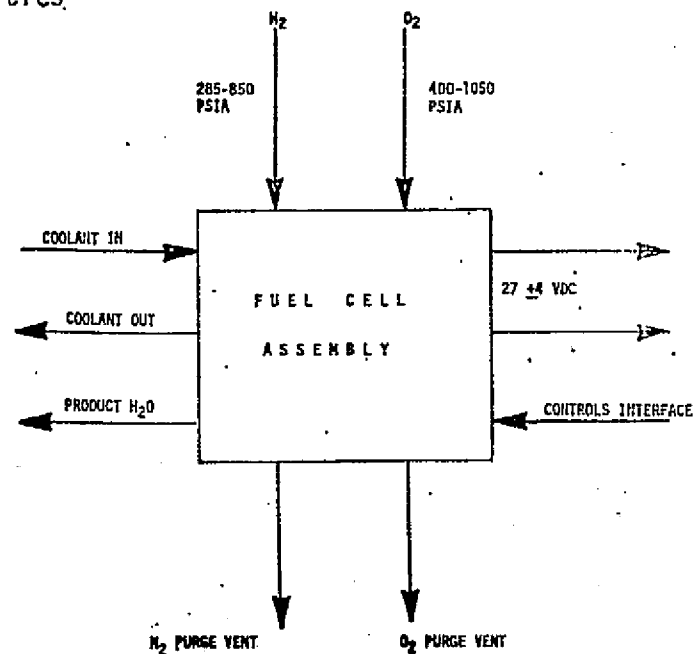 H₂
O₂
285-850
PSIA
400-1050
PSIA
COOLANT IN
27 ±4 VDC
FUEL CELL
COOLANT OUT
ASSEMBLY
PRODUCT H₂O
CONTROLS INTERFACE
H₂ PURGE VENT
O₂ PURGE VENT